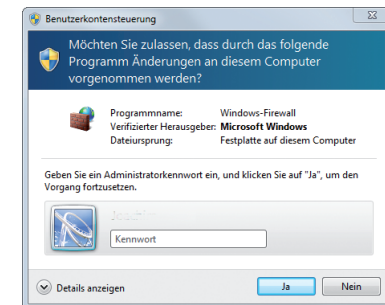 Benutzerkontensteuerung
Möchten Sie zulassen, dass durch das folgende
Programm Änderungen an diesem Computer
vorgenommen werden?
Programmname: Windows-Firewall
Verifizierter Herausgeber: Microsoft Windows
Dateiursprung: Festplatte auf diesem Computer
Geben Sie ein Administratorkennwort ein, und klicken Sie auf "Ja", um den
Vorgang fortzusetzen.
Kennwort
Details anzeigen Ja Nein